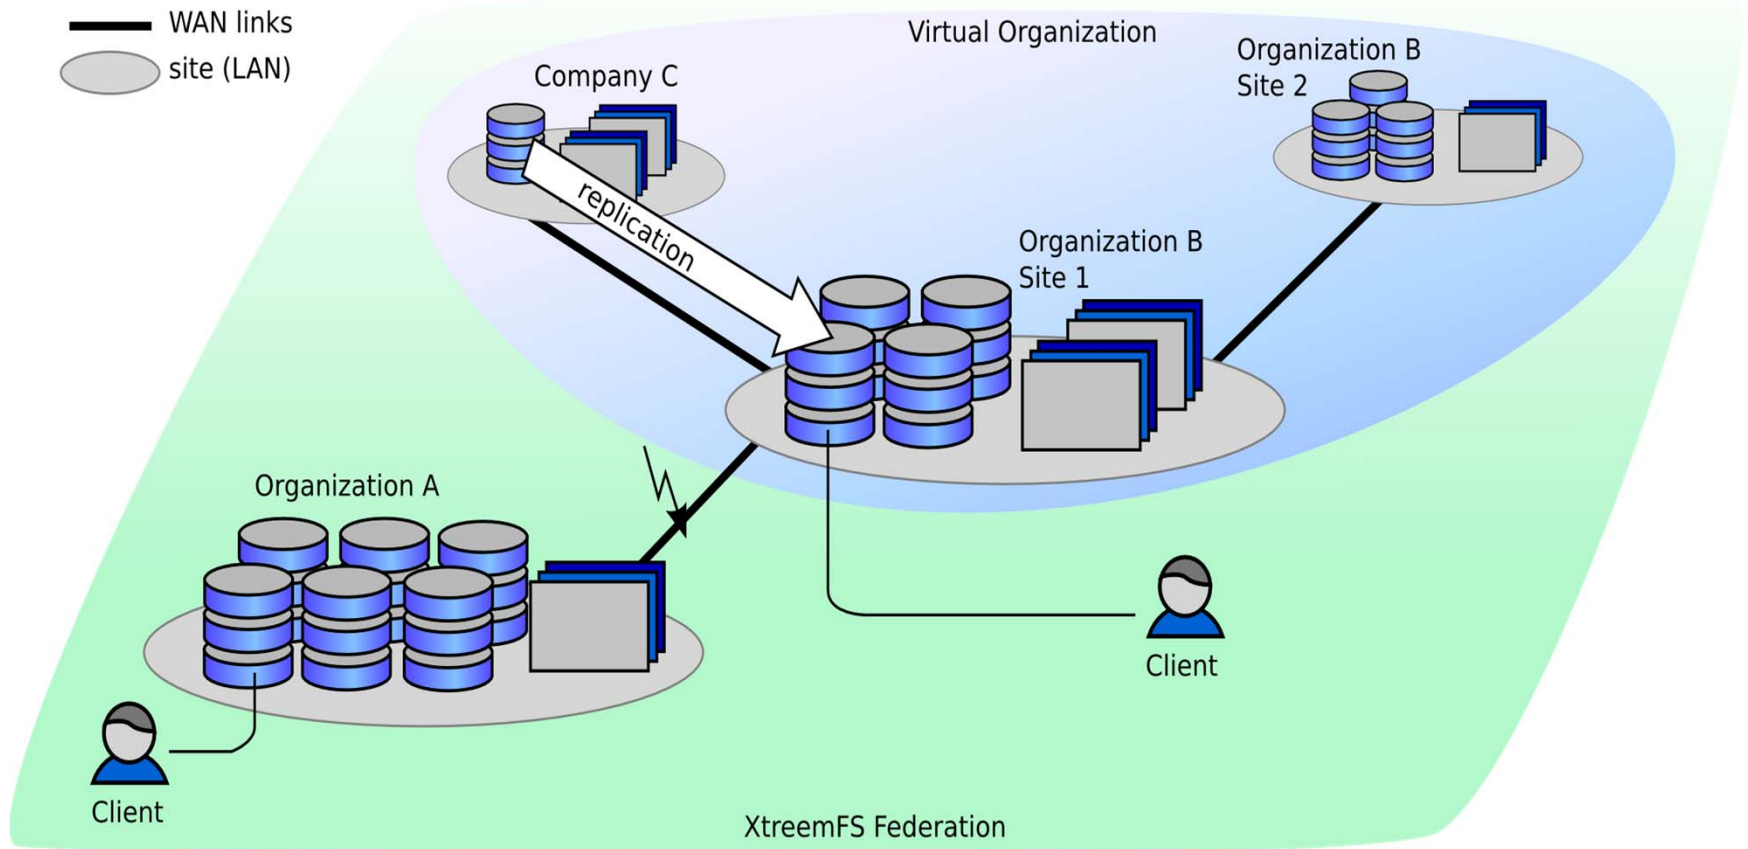 WAN links
site (LAN)
Virtual Organization
Company C
Organization B
Site 2
replication
Organization B
Site 1
Organization A
Client
Client
XtreemFS Federation